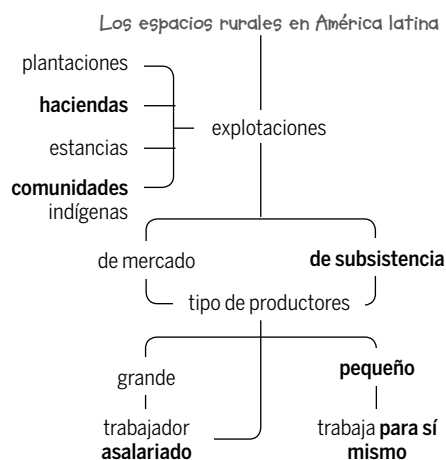 Los espacios rurales en América latina
plantaciones
haciendas
estancias
comunidades
indígenas
explotaciones
de mercado
de subsistencia
tipo de productores
grande
pequeño
trabajador
asalariado
trabaja para sí
mismo